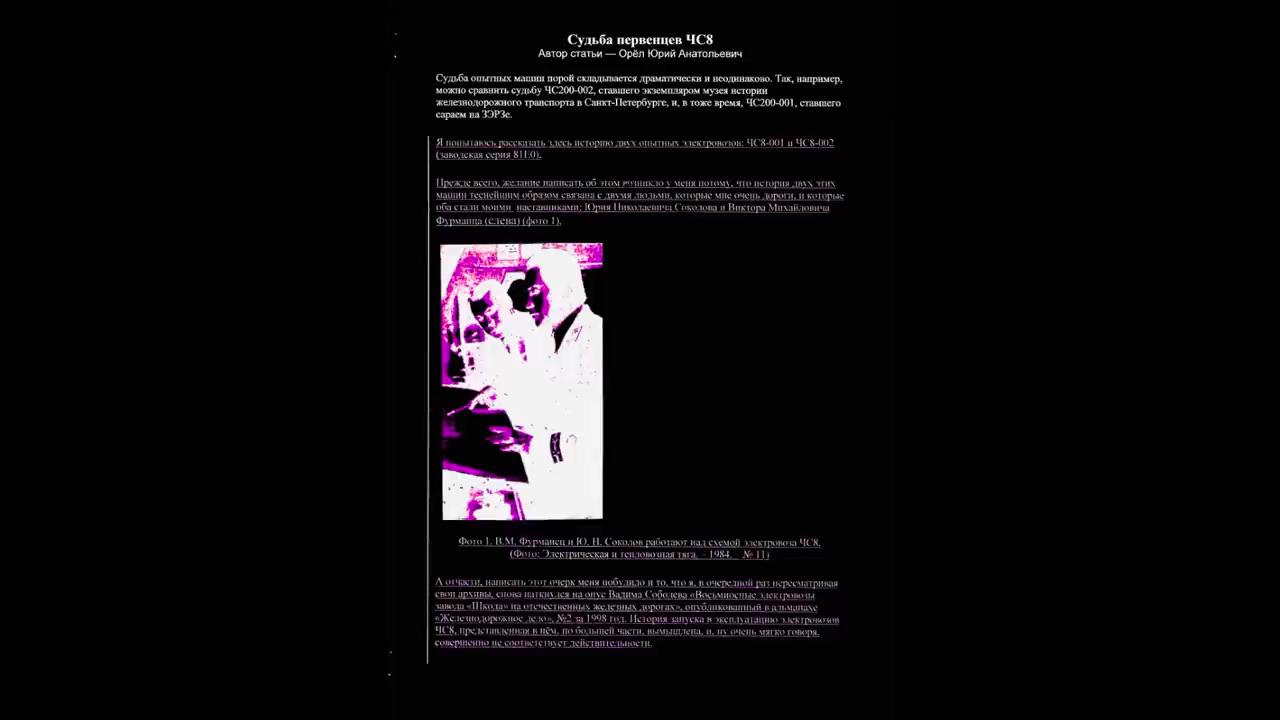 Судьба первенцев ЧС8
Автор статьи — Орёл Юрий Анатольевич
Судьба опытных машин порой складывается драматически и неодинаково. Так, например,
можно сравнить судьбу ЧС200-002, ставшего экземпляром музея истории
железнодорожного транспорта в Санкт-Петербурге, и, в тоже время, ЧС200-001, ставшего
сараем на ЗЭРЗе.
Я попытаюсь рассказать здесь историю двух опытных электровозов: ЧС8-001 и ЧС8-002
(заводская серия 81Е0).
Прежде всего, желание написать об этом возникло у меня потому, что история двух этих
машин теснейшим образом связана с двумя людьми, которые мне очень дороги, и которые
оба стали моими наставниками: Юрия Николаевича Соколова и Виктора Михайловича
Фурманца (слева) (фото 1).
Фото 1. В.М. Фурманец и Ю. Н. Соколов работают над схемой электровоза ЧС8.
(Фото: Электрическая и тепловозная тяга. – 1984. – № 11)
А отчасти, написать этот очерк меня побудило и то, что я, в очередной раз пересматривая
свои архивы, снова наткнулся на опус Вадима Соболева «Восьмиосные электровозы
завода «Шкода» на отечественных железных дорогах», опубликованный в альманахе
«Железнодорожное дело», №2 за 1998 год. История запуска в эксплуатацию электровозов
ЧС8, представленная в нём, по большей части, вымышлена, и, ну очень мягко говоря,
совершенно не соответствует действительности.